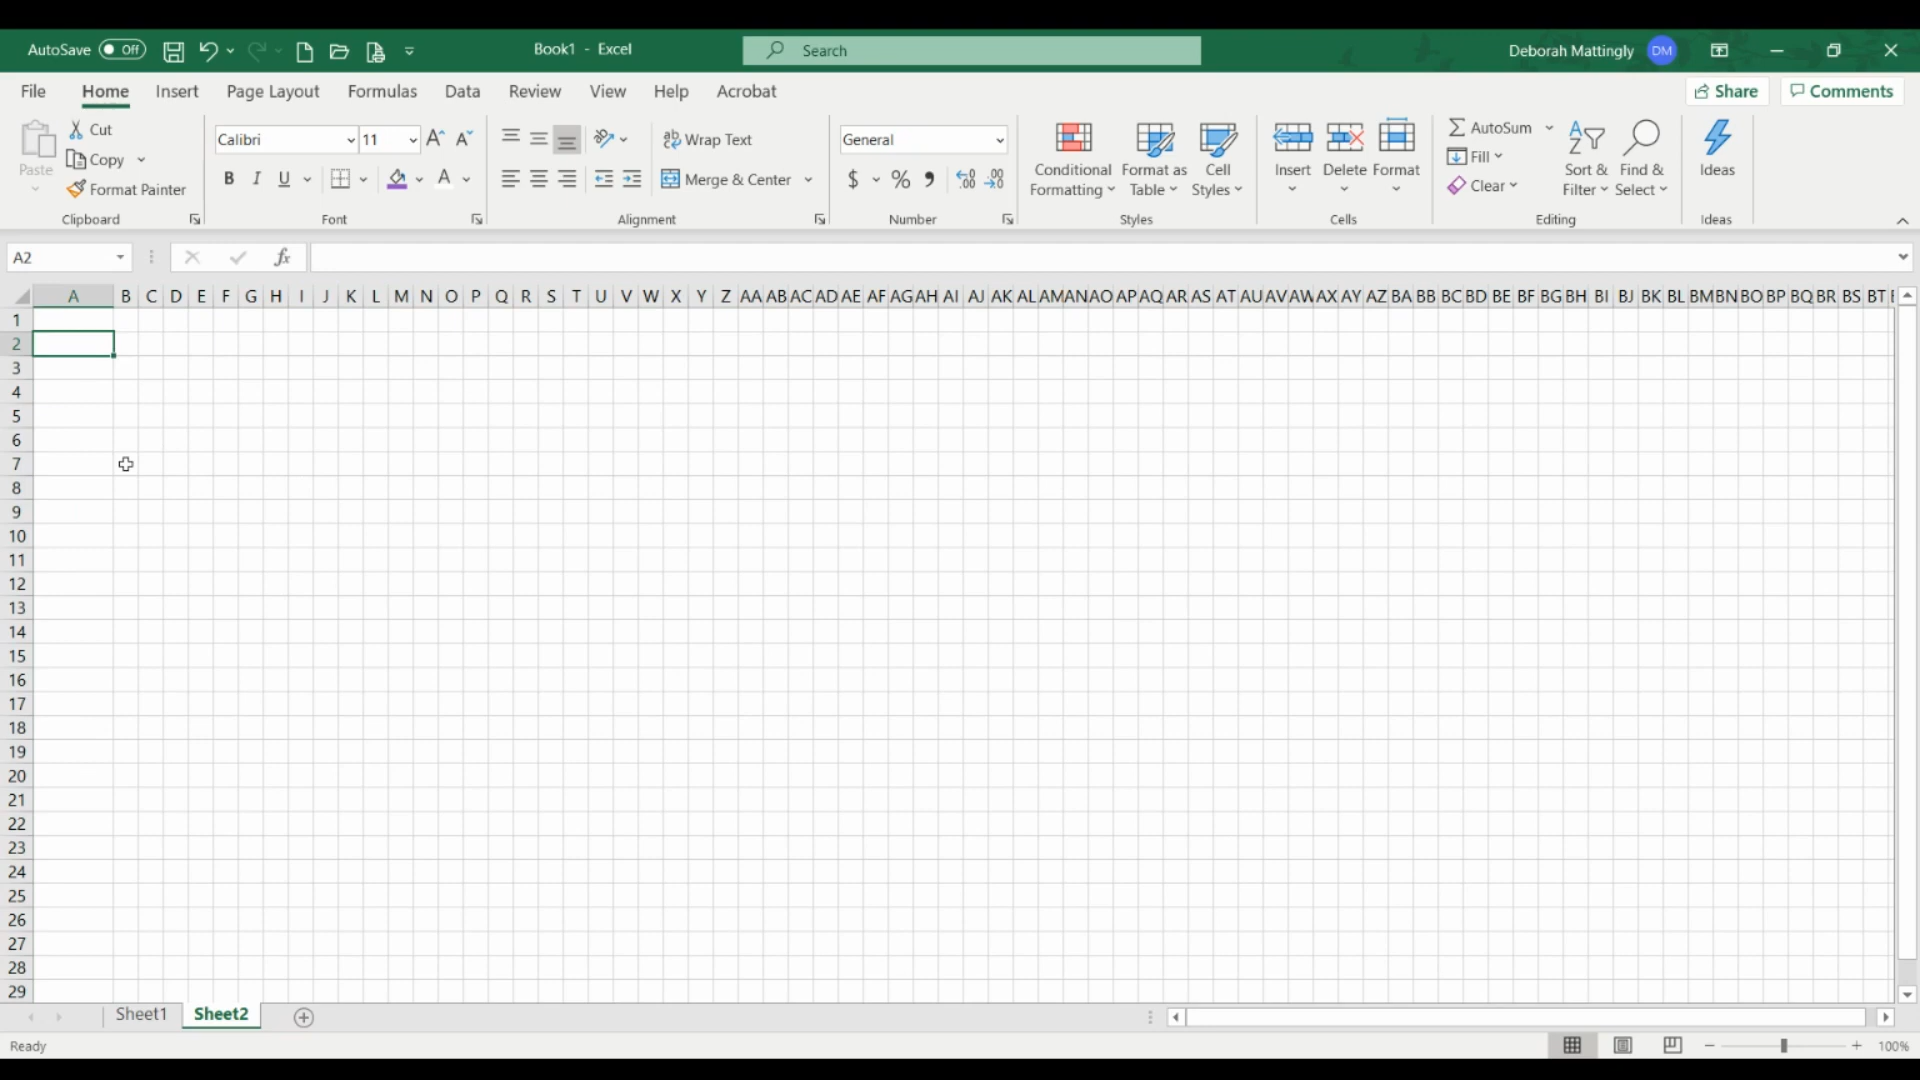 AutoSave Off Book1 - Excel Search Deborah Mattingly DM
File Home Insert Page Layout Formulas Data Review View Help Acrobat Share Comments
Paste Cut Copy Format Painter
Clipboard
Calibri 11 A A
B I U A
Font
Wrap Text
Merge & Center
Alignment
General
$ % 9 .00 .00
Number
Conditional Formatting Format as Table Cell Styles
Styles
Insert Delete Format
Cells
AutoSum Fill Clear Sort & Filter Find & Select
Editing
Ideas
Ideas
A2 fx
A B C D E F G H I J K L M N O P Q R S T U V W X Y Z AA AB AC AD AE AF AG AH AI AJ AK AL AM AN AO AP AQ AR AS AT AU AV AW AX AY AZ BA BB BC BD BE BF BG BH BI BJ BK BL BM BN BO BP BQ BR BS BT
1
2
3
4
5
6
7
8
9
10
11
12
13
14
15
16
17
18
19
20
21
22
23
24
25
26
27
28
29
Sheet1 Sheet2
Ready 100%